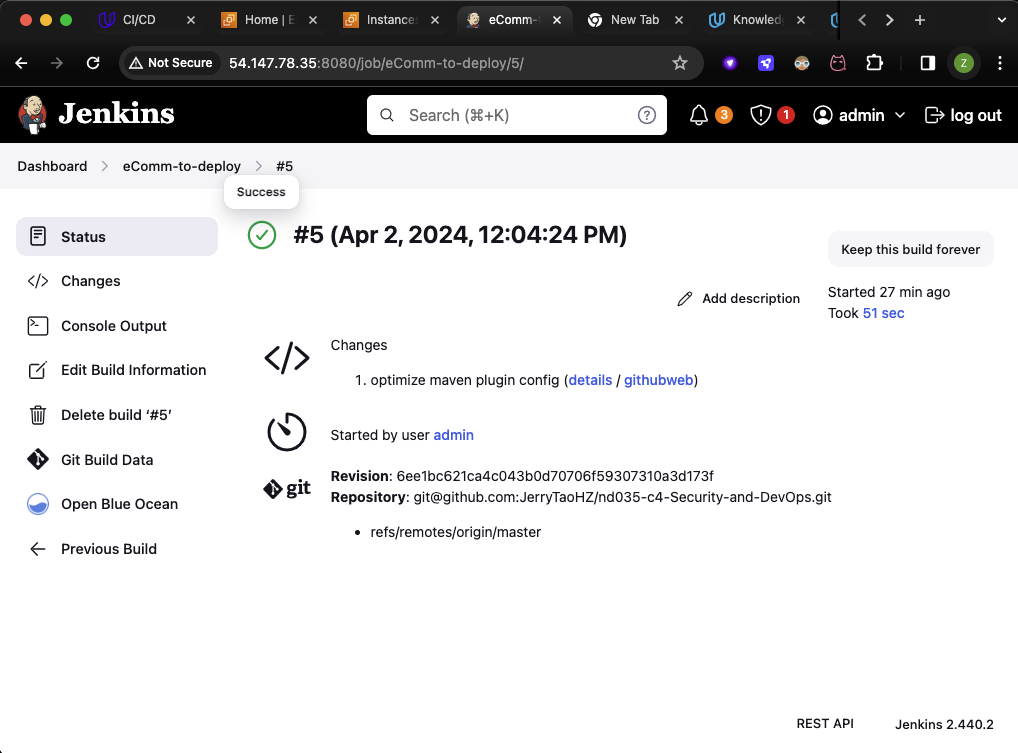 CI/CD
Home | E
Instances
eComm-
New Tab
Knowled
Not Secure 54.147.78.35:8080/job/eComm-to-deploy/5/
Z
Jenkins
Search (⌘+K)
?
3
1
admin
log out
Dashboard
eComm-to-deploy
#5
Success
Status
Changes
Console Output
Edit Build Information
Delete build ‘#5’
Git Build Data
Open Blue Ocean
Previous Build
#5 (Apr 2, 2024, 12:04:24 PM)
Keep this build forever
Add description
Started 27 min ago
Took 51 sec
Changes
1. optimize maven plugin config (details / githubweb)
Started by user admin
git
Revision: 6ee1bc621ca4c043b0d70706f59307310a3d173f
Repository: git@github.com:JerryTaoHZ/nd035-c4-Security-and-DevOps.git
• refs/remotes/origin/master
REST API
Jenkins 2.440.2